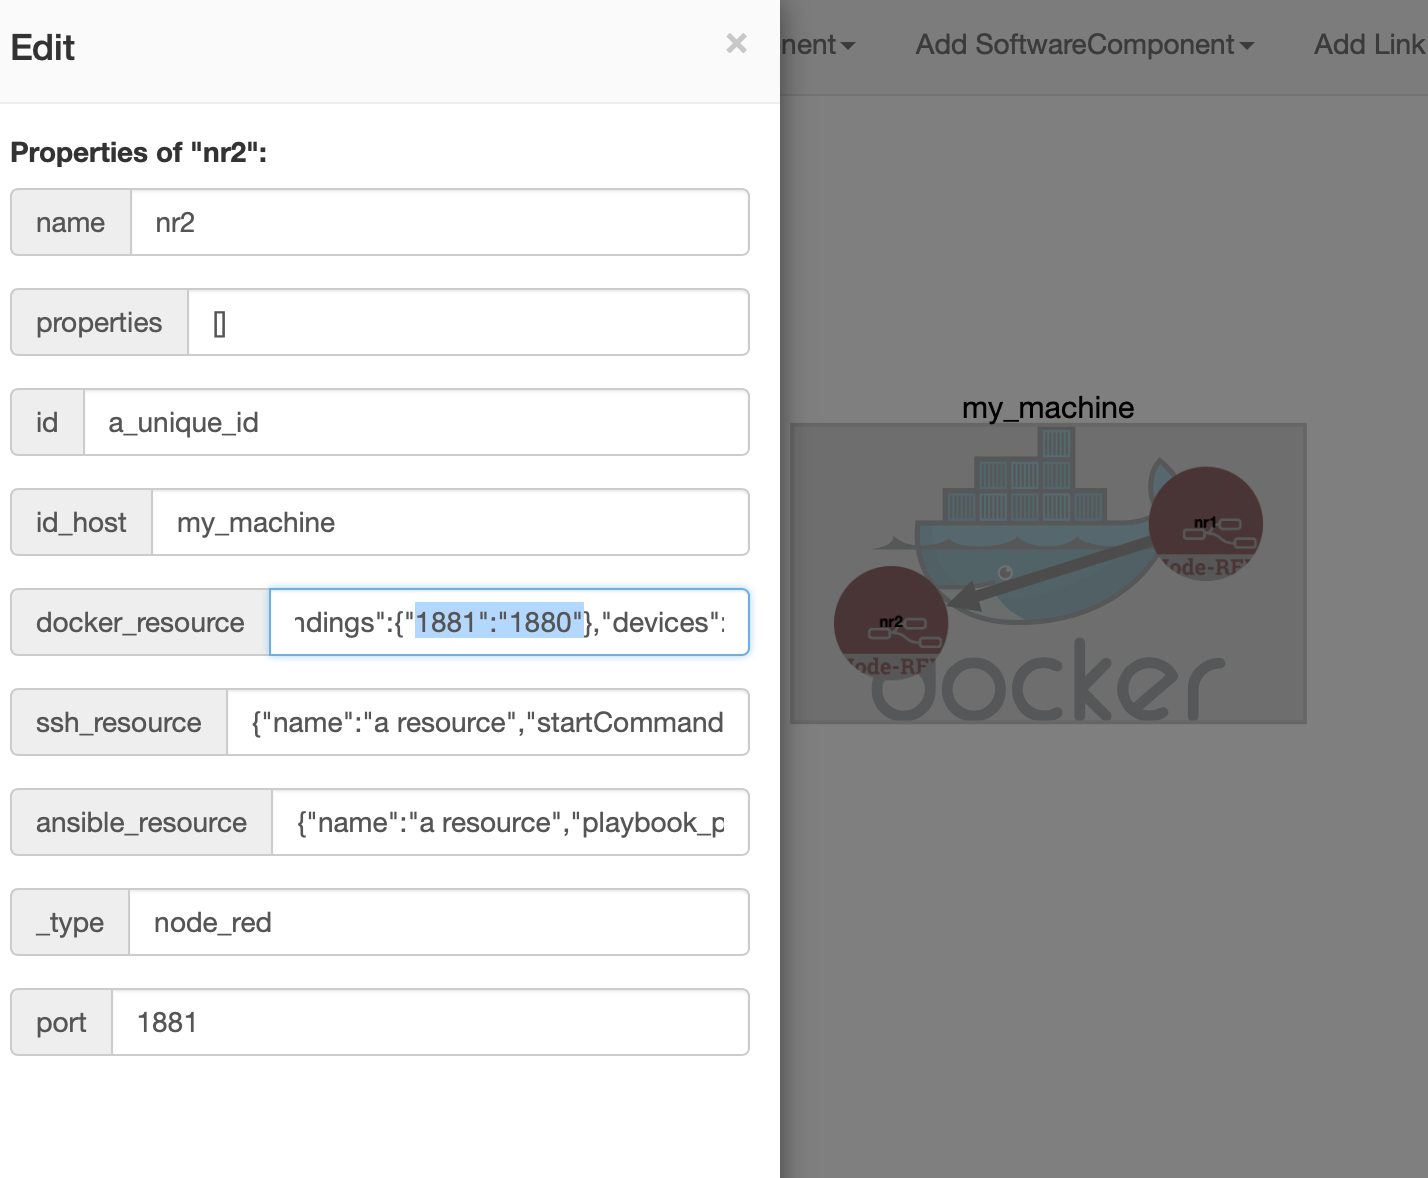 Edit
×
nent
Add SoftwareComponent
Add Link
Properties of "nr2":
name
nr2
properties
[]
id
a_unique_id
id_host
my_machine
docker_resource
ndings":{"1881":"1880"},"devices":
ssh_resource
{"name":"a resource","startCommand
ansible_resource
{"name":"a resource","playbook_p
_type
node_red
port
1881
my_machine
nr1
Node-RE
nr2
Node-RE
docker